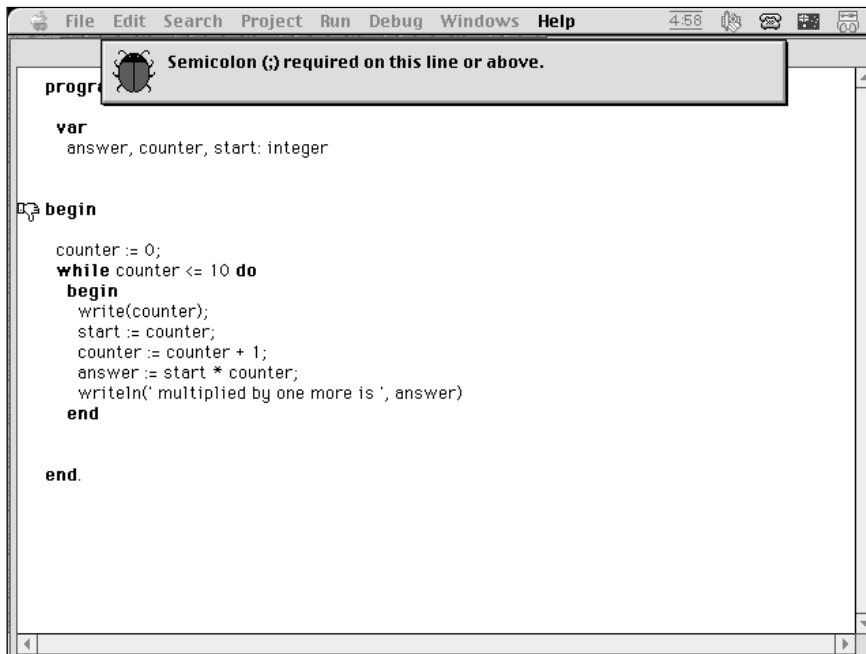 File Edit Search Project Run Debug Windows Help 4:58
Semicolon (;) required on this line or above.
var
answer, counter, start: integer
begin
counter := 0;
while counter <= 10 do
begin
write(counter);
start := counter;
counter := counter + 1;
answer := start * counter;
writeln(' multiplied by one more is ', answer)
end
end.